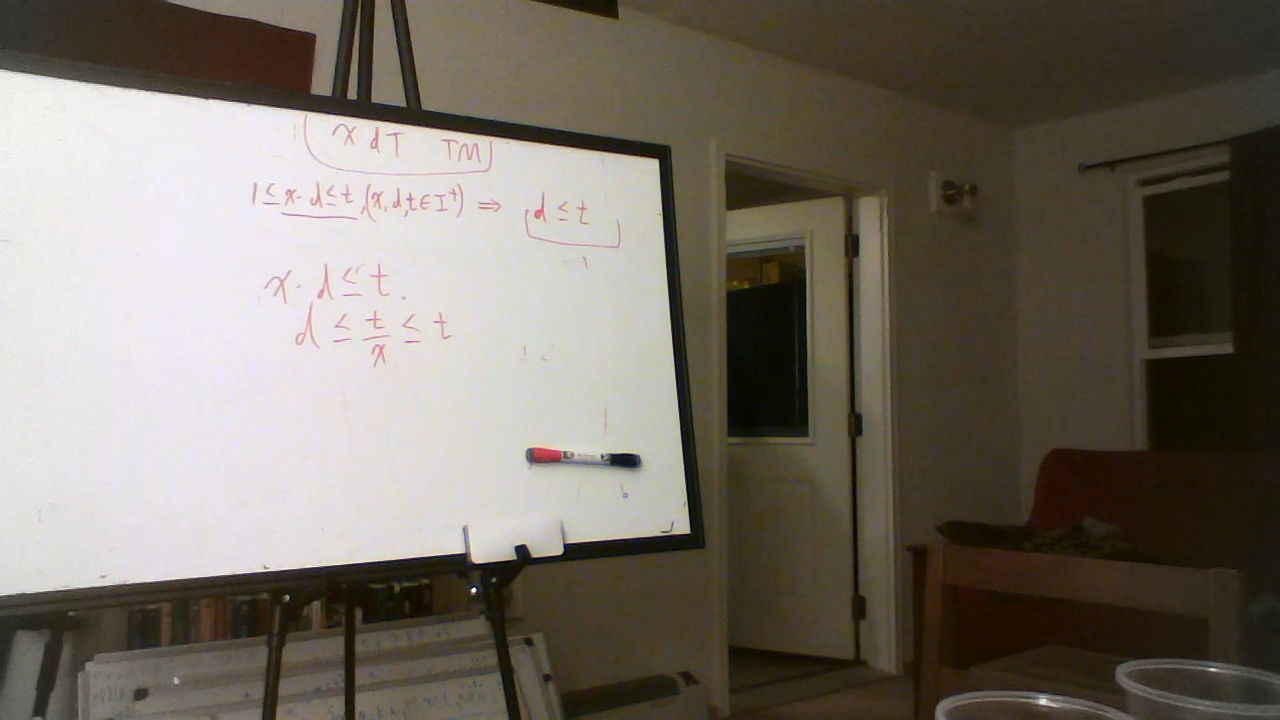 x dT TM
1 ≤ x · d ≤ t, (x, d, t ∈ I⁺) ⇒ d ≤ t
x · d ≤ t.
d ≤ t/x ≤ t